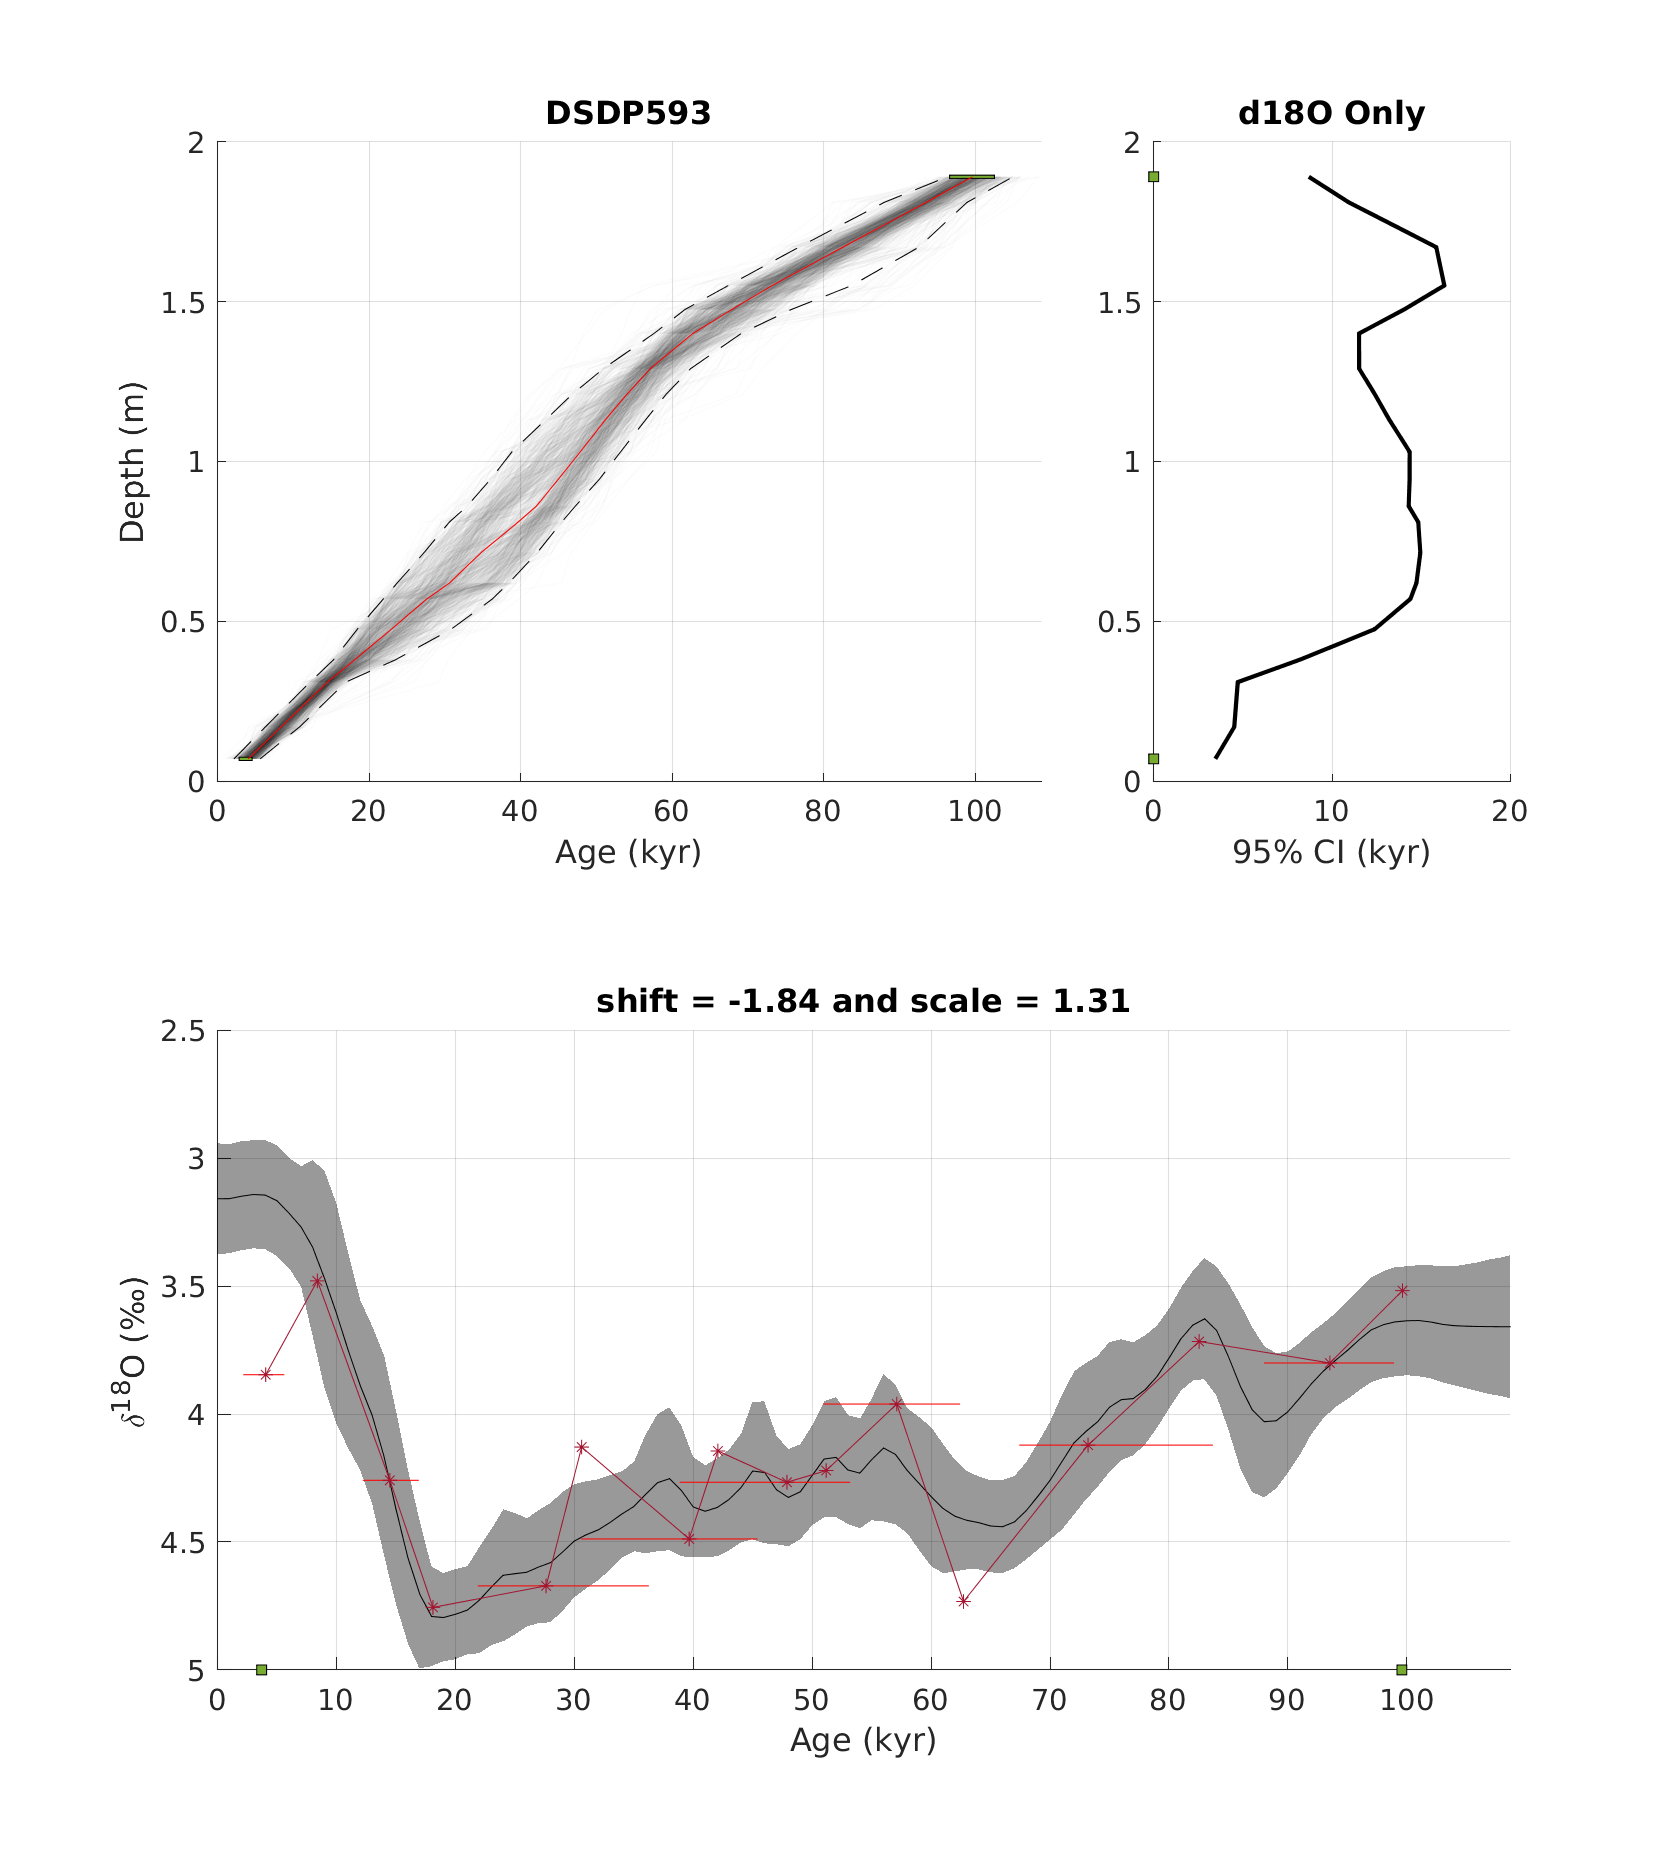 DSDP593
2
1.5
1
0.5
0
0 20 40 60 80 100
Depth (m)
Age (kyr)
d18O Only
2
1.5
1
0.5
0
0 10 20
95% CI (kyr)
shift = -1.84 and scale = 1.31
2.5
3
3.5
4
4.5
5
0 10 20 30 40 50 60 70 80 90 100
δ¹⁸O (‰)
Age (kyr)